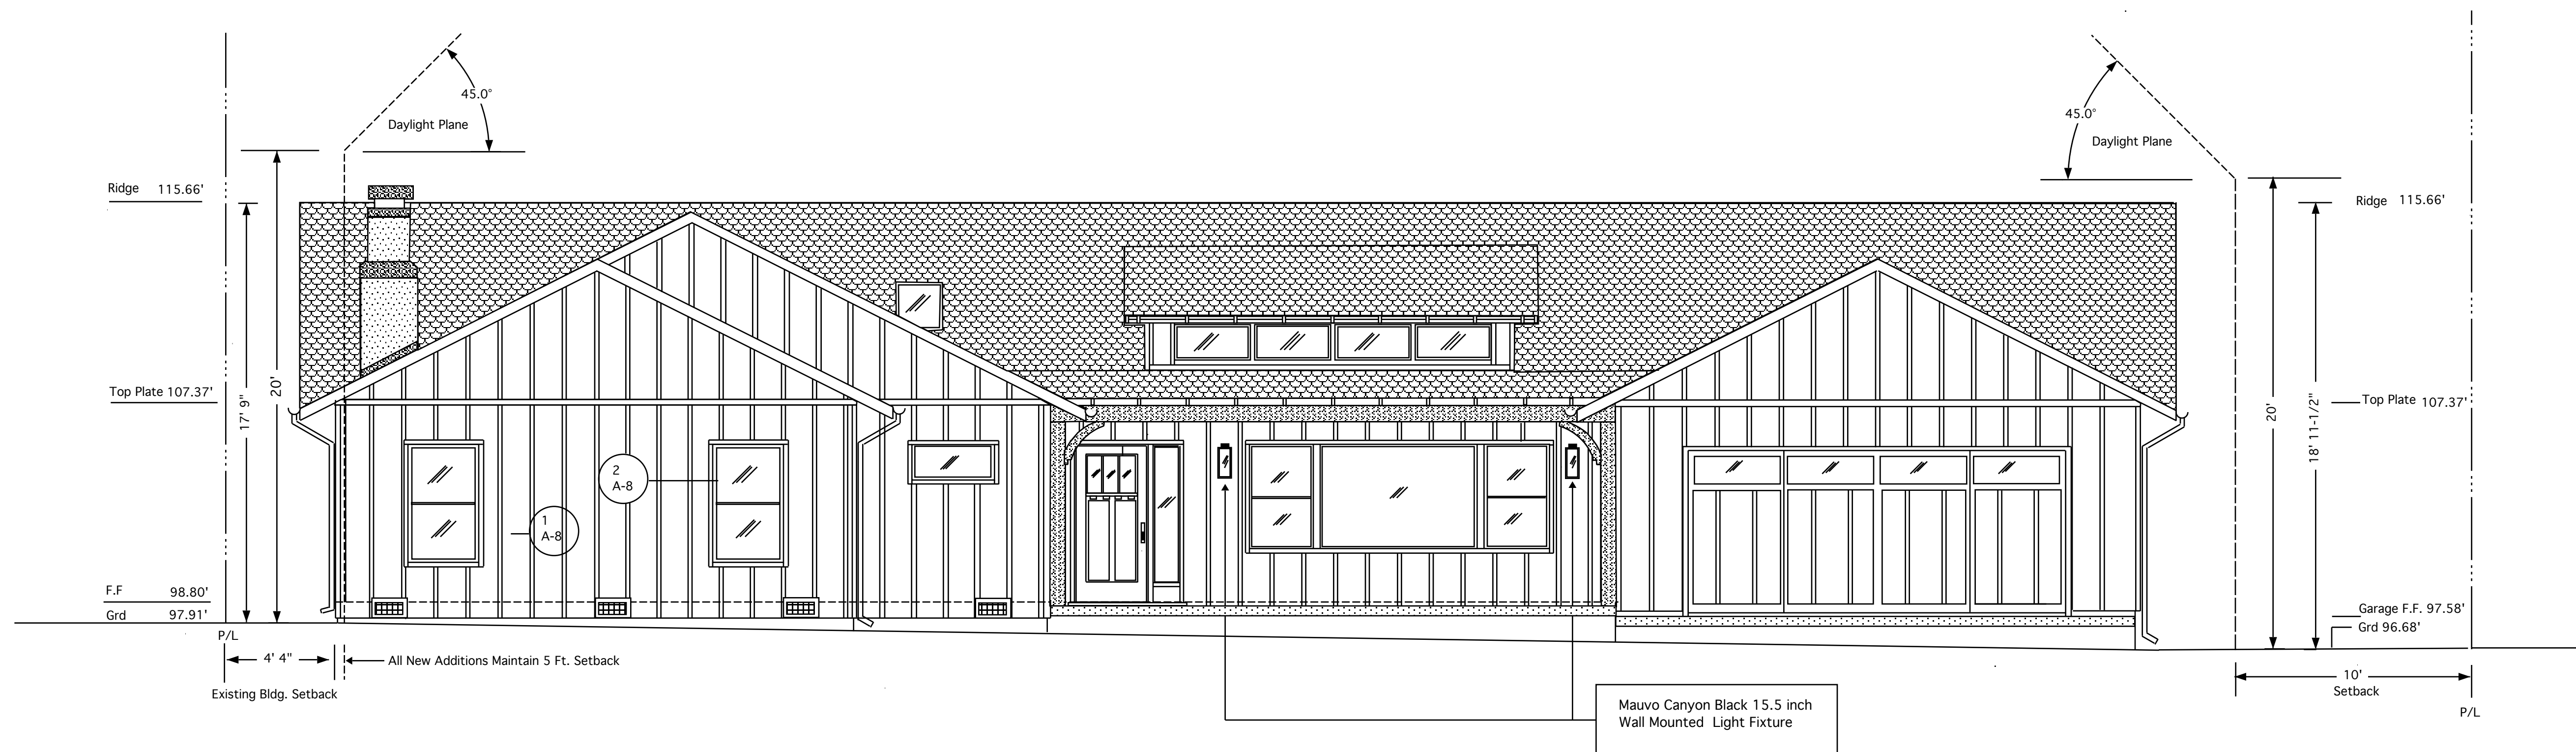 45.0°
Daylight Plane
45.0°
Daylight Plane
Ridge 115.66'
Ridge 115.66'
Top Plate 107.37'
Top Plate 107.37'
17' 9"
20'
20'
18' 11-1/2"
2
A-8
1
A-8
F.F 98.80'
Grd 97.91'
Garage F.F. 97.58'
Grd 96.68'
P/L
4' 4"
All New Additions Maintain 5 Ft. Setback
Existing Bldg. Setback
10'
Setback
P/L
Mauvo Canyon Black 15.5 inch
Wall Mounted Light Fixture